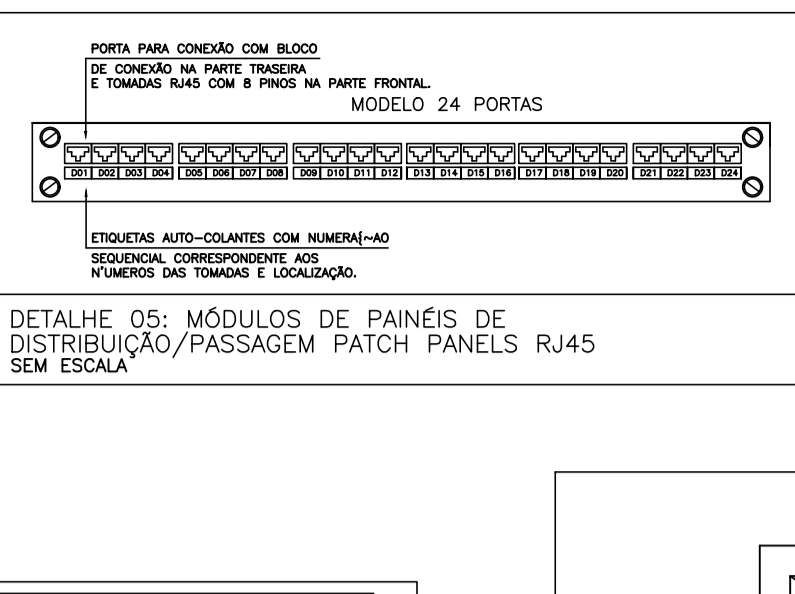 PORTA PARA CONEXÃO COM BLOCO
DE CONEXÃO NA PARTE TRASEIRA
E TOMADAS RJ45 COM 8 PINOS NA PARTE FRONTAL.
MODELO 24 PORTAS
D01 D02 D03 D04 D05 D06 D07 D08 D09 D10 D11 D12 D13 D14 D15 D16 D17 D18 D19 D20 D21 D22 D23 D24
ETIQUETAS AUTO-COLANTES COM NUMERA{~AO
SEQUENCIAL CORRESPONDENTE AOS
N'UMEROS DAS TOMADAS E LOCALIZAÇÃO.
DETALHE 05: MÓDULOS DE PAINÉIS DE
DISTRIBUIÇÃO/PASSAGEM PATCH PANELS RJ45
SEM ESCALA